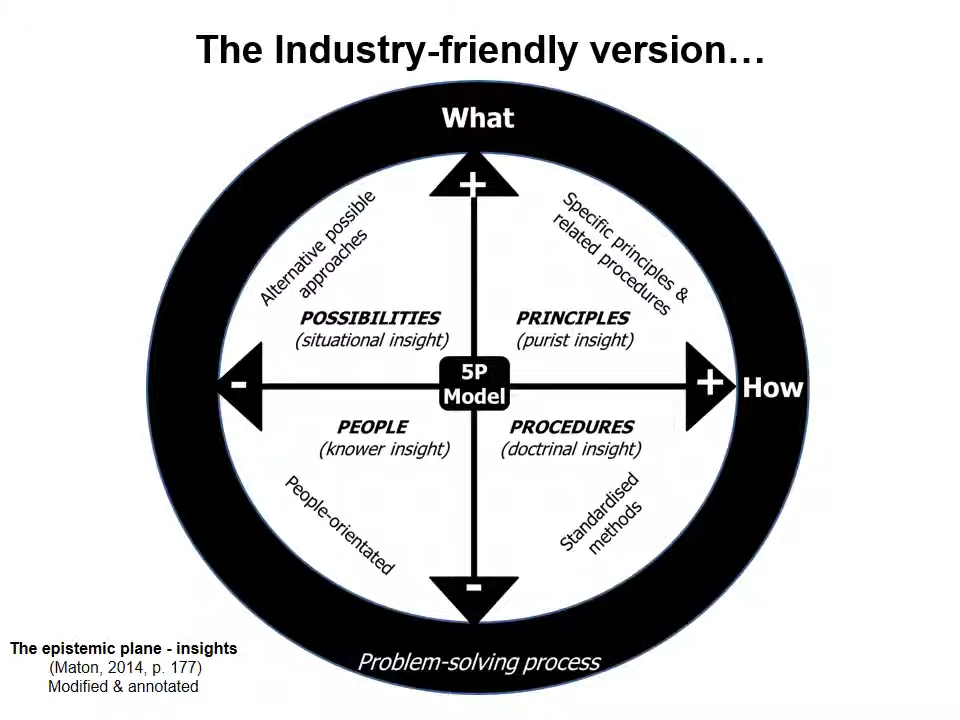 The Industry-friendly version…
What
+
Alternative possible
approaches
Specific principles &
related procedures
POSSIBILITIES
(situational insight)
PRINCIPLES
(purist insight)
-
5P
Model
+
How
PEOPLE
(knower insight)
PROCEDURES
(doctrinal insight)
People-orientated
Standardised
methods
-
The epistemic plane - insights
(Maton, 2014, p. 177)
Modified & annotated
Problem-solving process